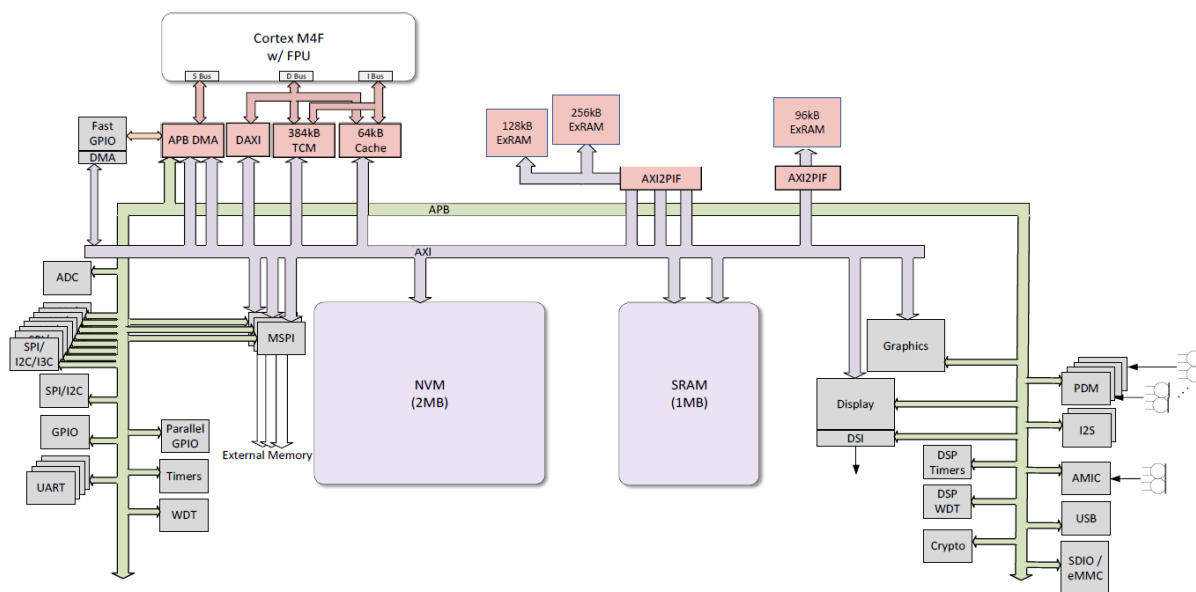 Cortex M4F
w/ FPU
S Bus
D Bus
I Bus
Fast
GPIO
DMA
APB DMA
DAXI
384kB
TCM
64kB
Cache
128kB
ExRAM
256kB
ExRAM
96kB
ExRAM
AXI2PIF
AXI2PIF
APB
AXI
ADC
SPI/
I2C/I3C
SPI/I2C
GPIO
UART
Parallel
GPIO
Timers
WDT
MSPI
External Memory
NVM
(2MB)
SRAM
(1MB)
Graphics
Display
DSI
DSP
Timers
DSP
WDT
Crypto
PDM
I2S
AMIC
USB
SDIO /
eMMC